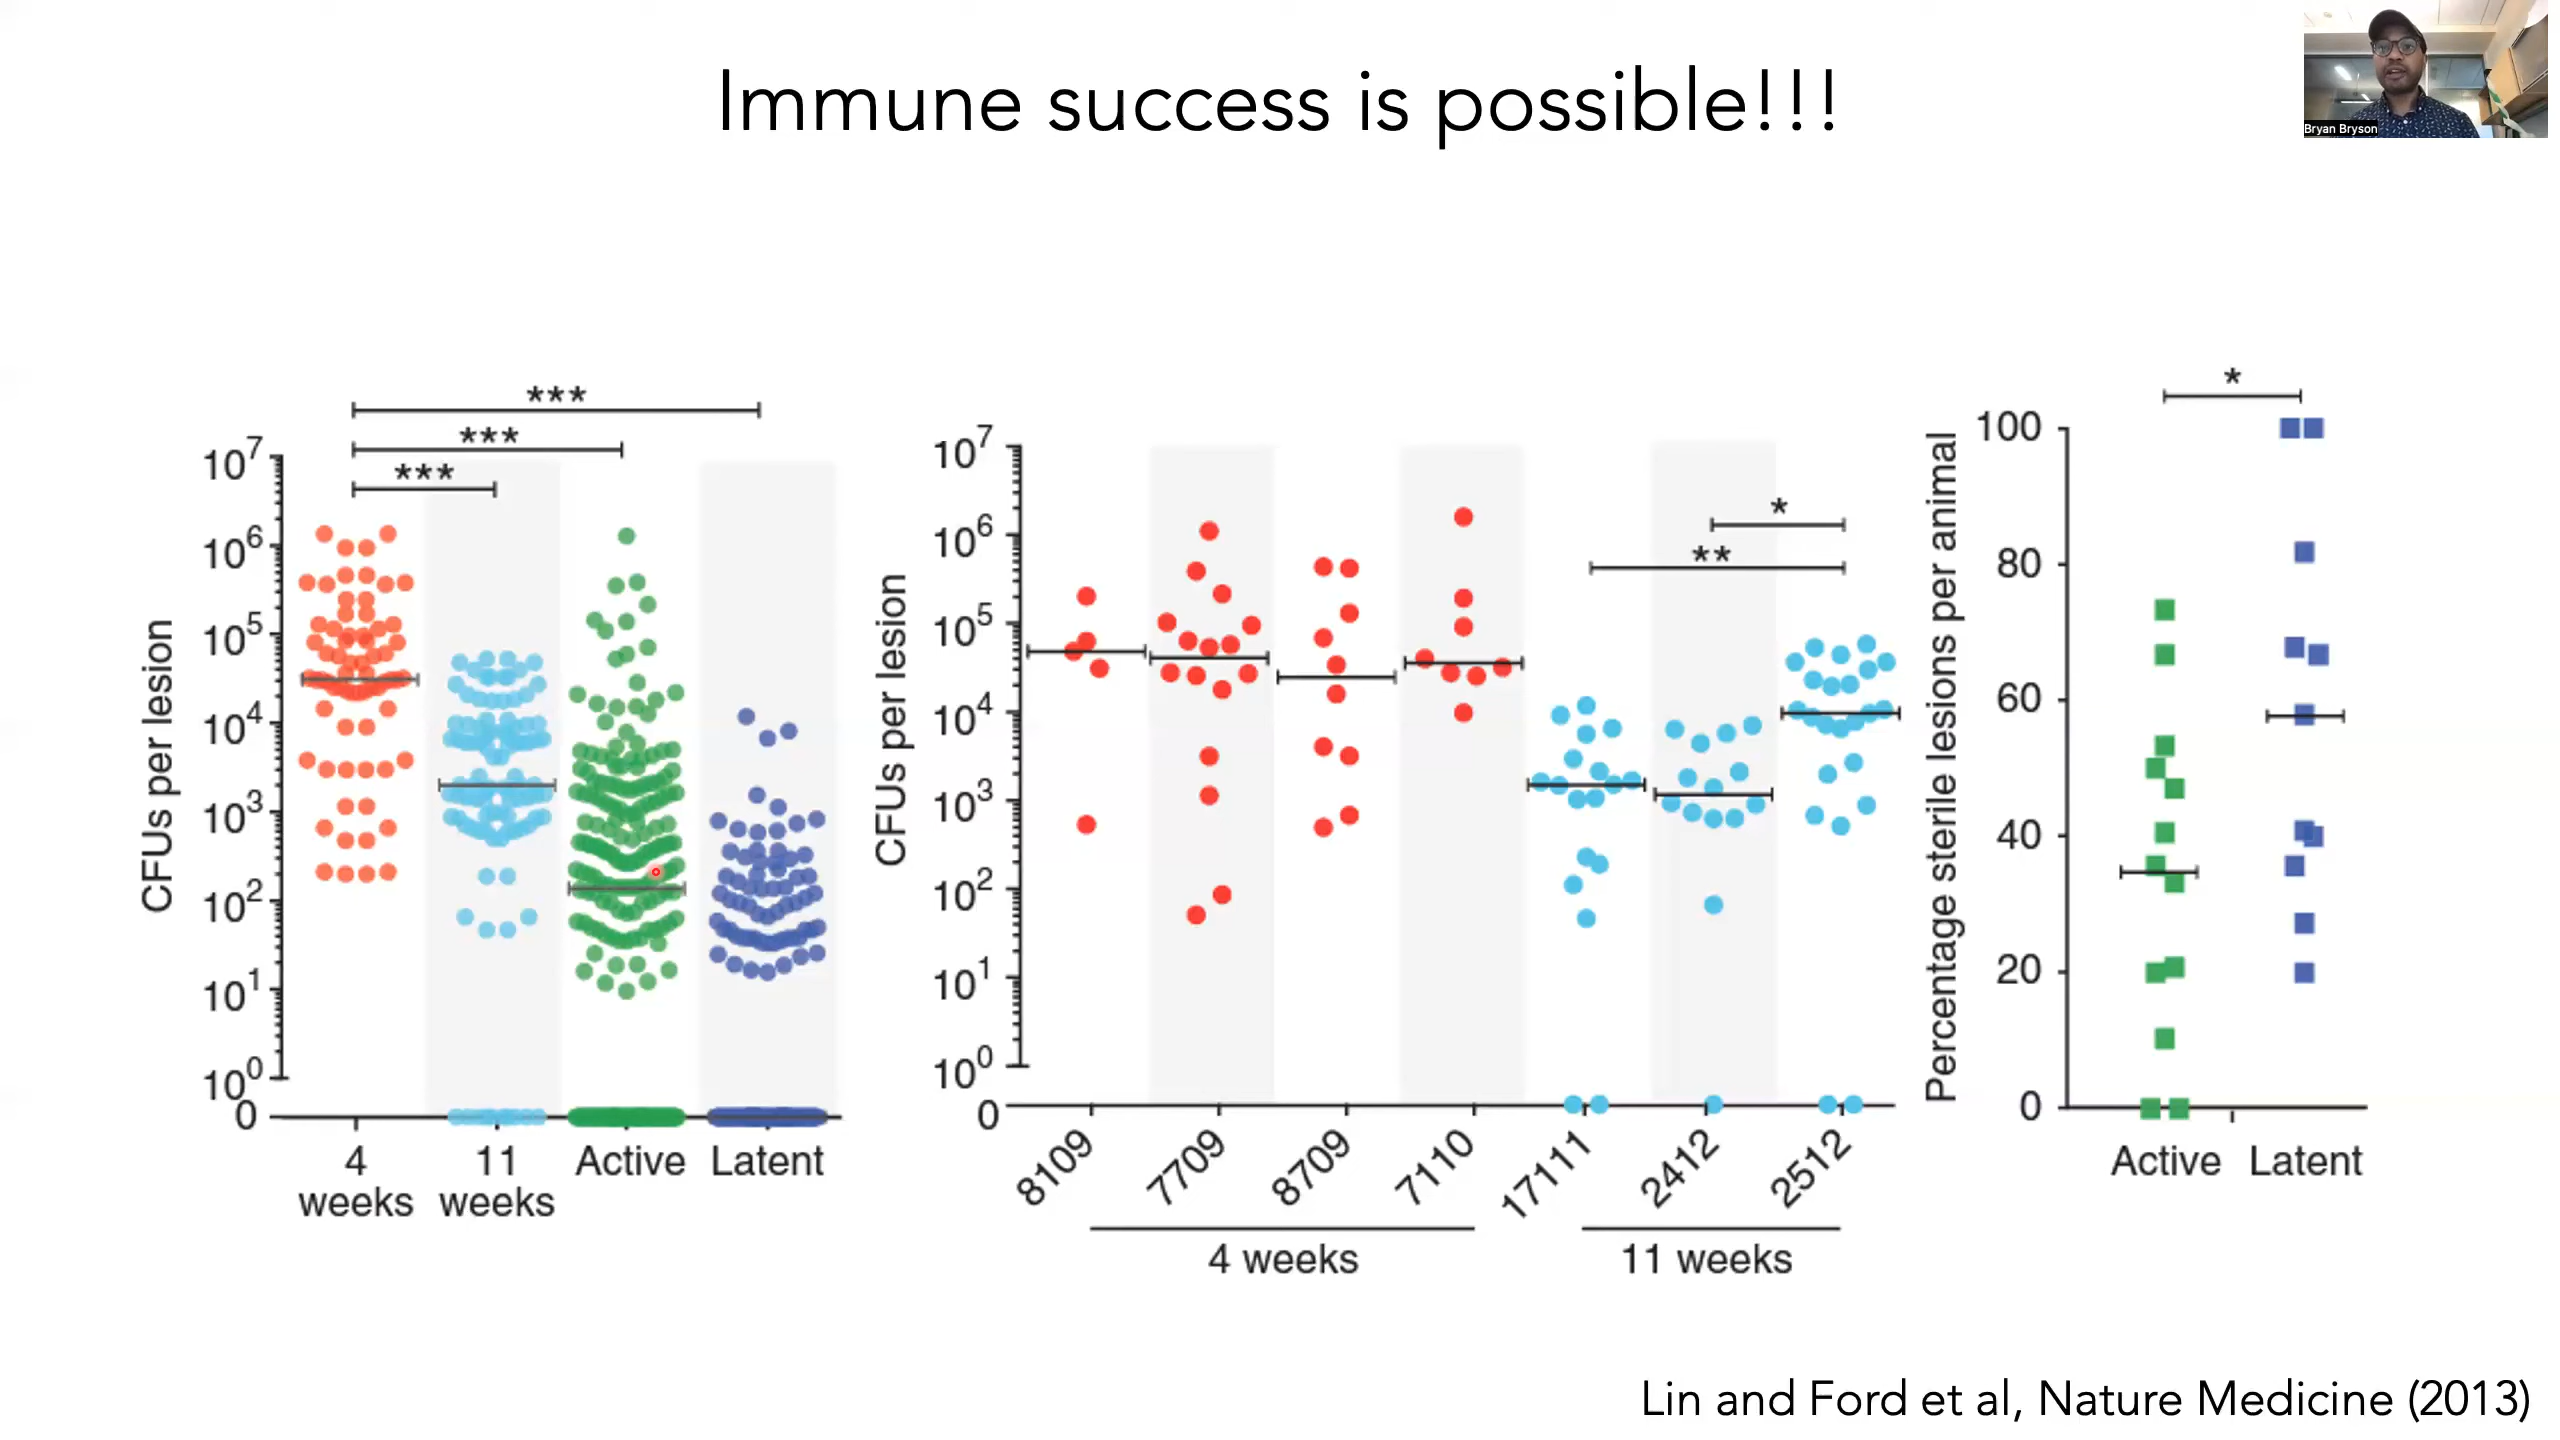 Immune success is possible!!!
Bryan Bryson
CFUs per lesion
10^7
10^6
10^5
10^4
10^3
10^2
10^1
10^0
0
***
***
***
4 weeks
11 weeks
Active
Latent
CFUs per lesion
10^7
10^6
10^5
10^4
10^3
10^2
10^1
10^0
0
*
**
8109
7709
8709
7110
17111
2412
2512
4 weeks
11 weeks
Percentage sterile lesions per animal
100
80
60
40
20
0
*
Active
Latent
Lin and Ford et al, Nature Medicine (2013)